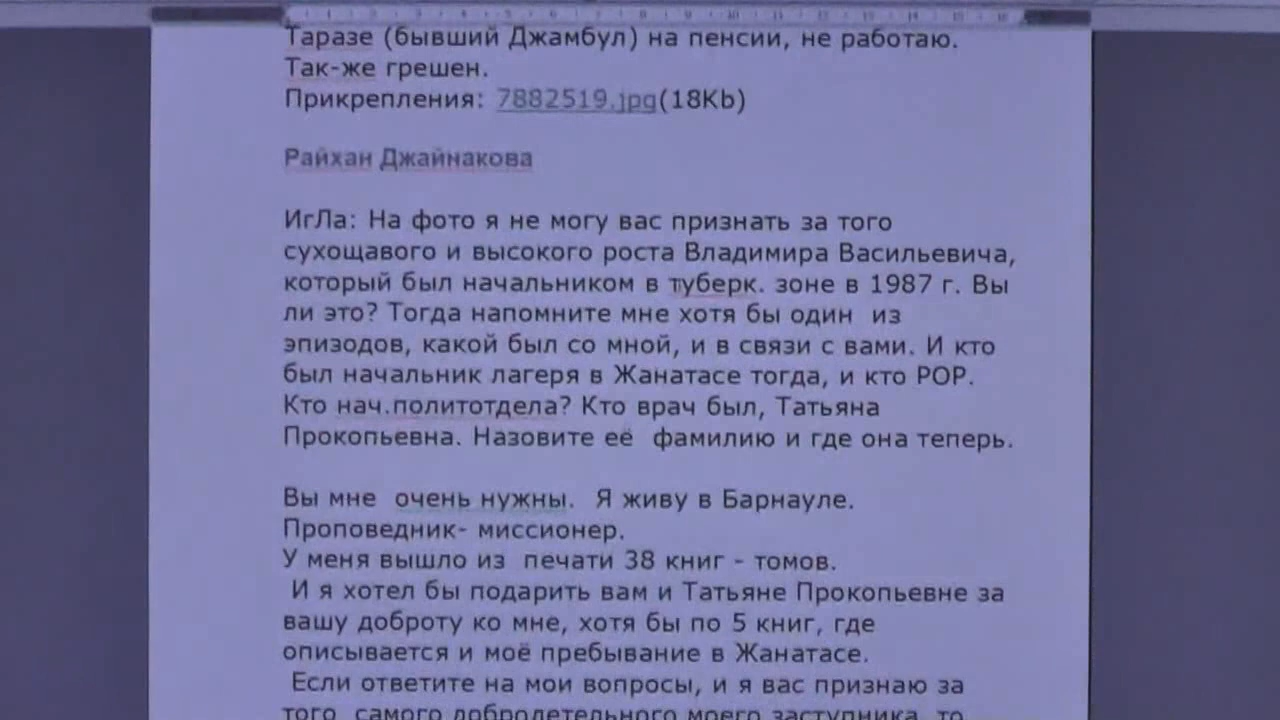 Таразе (бывший Джамбул) на пенсии, не работаю.
Так-же грешен.
Прикрепления: 7882519.jpg(18Kb)
Райхан Джайнакова
ИгЛа: На фото я не могу вас признать за того
сухощавого и высокого роста Владимира Васильевича,
который был начальником в туберк. зоне в 1987 г. Вы
ли это? Тогда напомните мне хотя бы один  из
эпизодов, какой был со мной, и в связи с вами. И кто
был начальник лагеря в Жанатасе тогда, и кто РОР.
Кто нач.политотдела? Кто врач был, Татьяна
Прокопьевна. Назовите её  фамилию и где она теперь.
Вы мне  очень нужны.  Я живу в Барнауле.
Проповедник- миссионер.
У меня вышло из  печати 38 книг - томов.
И я хотел бы подарить вам и Татьяне Прокопьевне за
вашу доброту ко мне, хотя бы по 5 книг, где
описывается и моё пребывание в Жанатасе.
Если ответите на мои вопросы, и я вас признаю за
того  самого добродетельного моего заступника, то